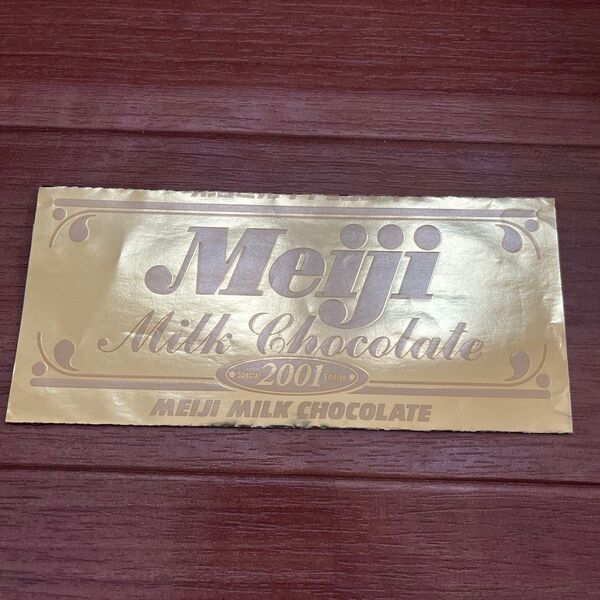 Meiji
Milk Chocolate
Special 2001 Edition
MEIJI MILK CHOCOLATE